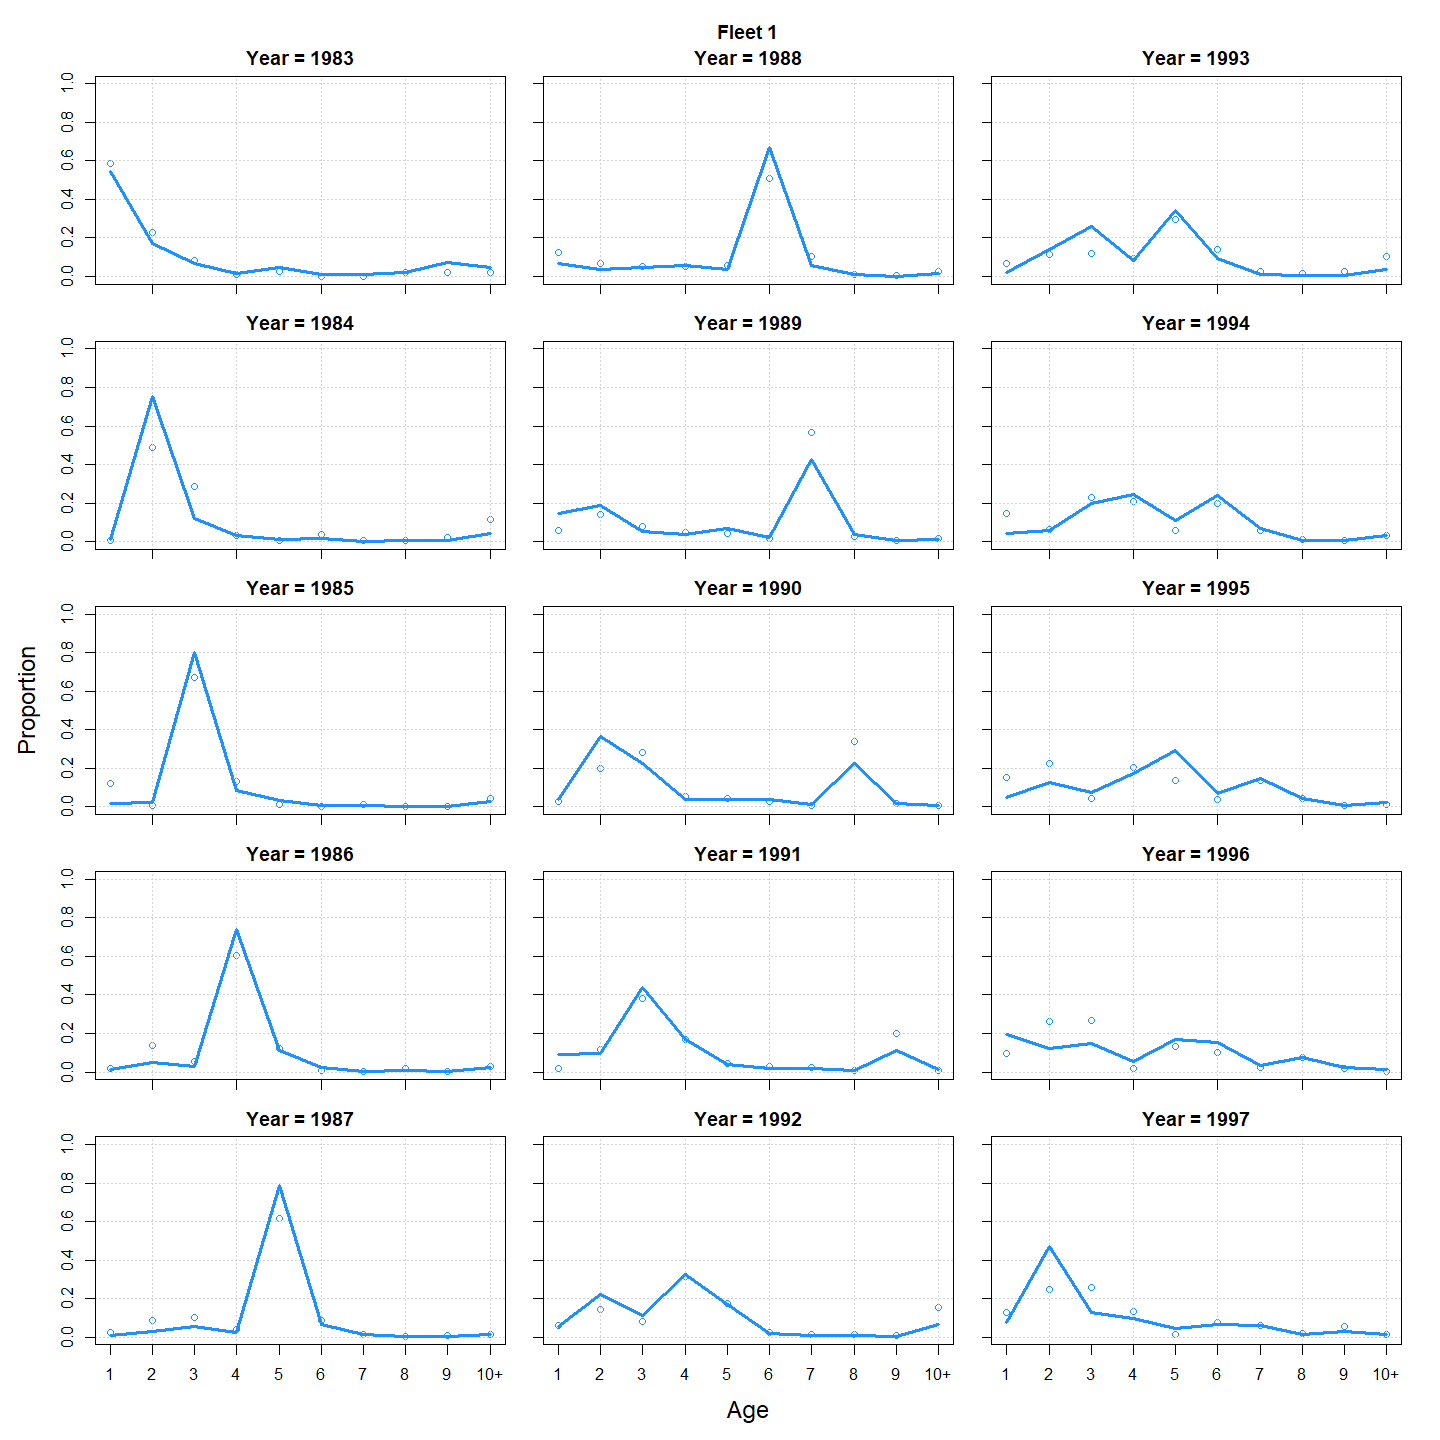 Fleet 1
Year = 1983
Year = 1988
Year = 1993
0.0 0.2 0.4 0.6 0.8 1.0
Year = 1984
Year = 1989
Year = 1994
0.0 0.2 0.4 0.6 0.8 1.0
Year = 1985
Year = 1990
Year = 1995
0.0 0.2 0.4 0.6 0.8 1.0
Proportion
Year = 1986
Year = 1991
Year = 1996
0.0 0.2 0.4 0.6 0.8 1.0
Year = 1987
Year = 1992
Year = 1997
0.0 0.2 0.4 0.6 0.8 1.0
1 2 3 4 5 6 7 8 9 10+
1 2 3 4 5 6 7 8 9 10+
1 2 3 4 5 6 7 8 9 10+
Age